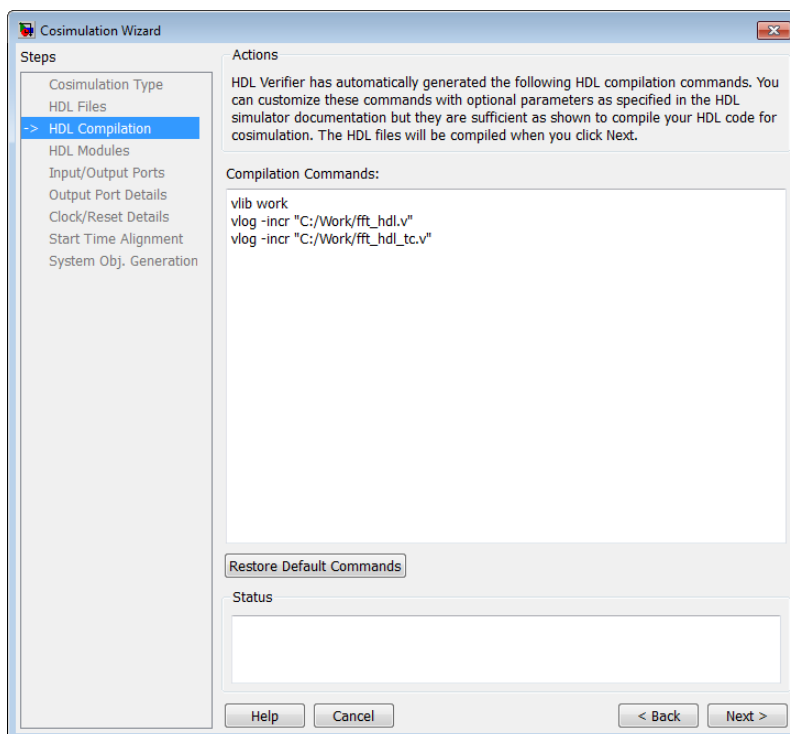 Cosimulation Wizard
Steps
Cosimulation Type
HDL Files
-> HDL Compilation
HDL Modules
Input/Output Ports
Output Port Details
Clock/Reset Details
Start Time Alignment
System Obj. Generation
Actions
HDL Verifier has automatically generated the following HDL compilation commands. You
can customize these commands with optional parameters as specified in the HDL
simulator documentation but they are sufficient as shown to compile your HDL code for
cosimulation. The HDL files will be compiled when you click Next.
Compilation Commands:
vlib work
vlog -incr "C:/Work/fft_hdl.v"
vlog -incr "C:/Work/fft_hdl_tc.v"
Restore Default Commands
Status
Help Cancel < Back Next >